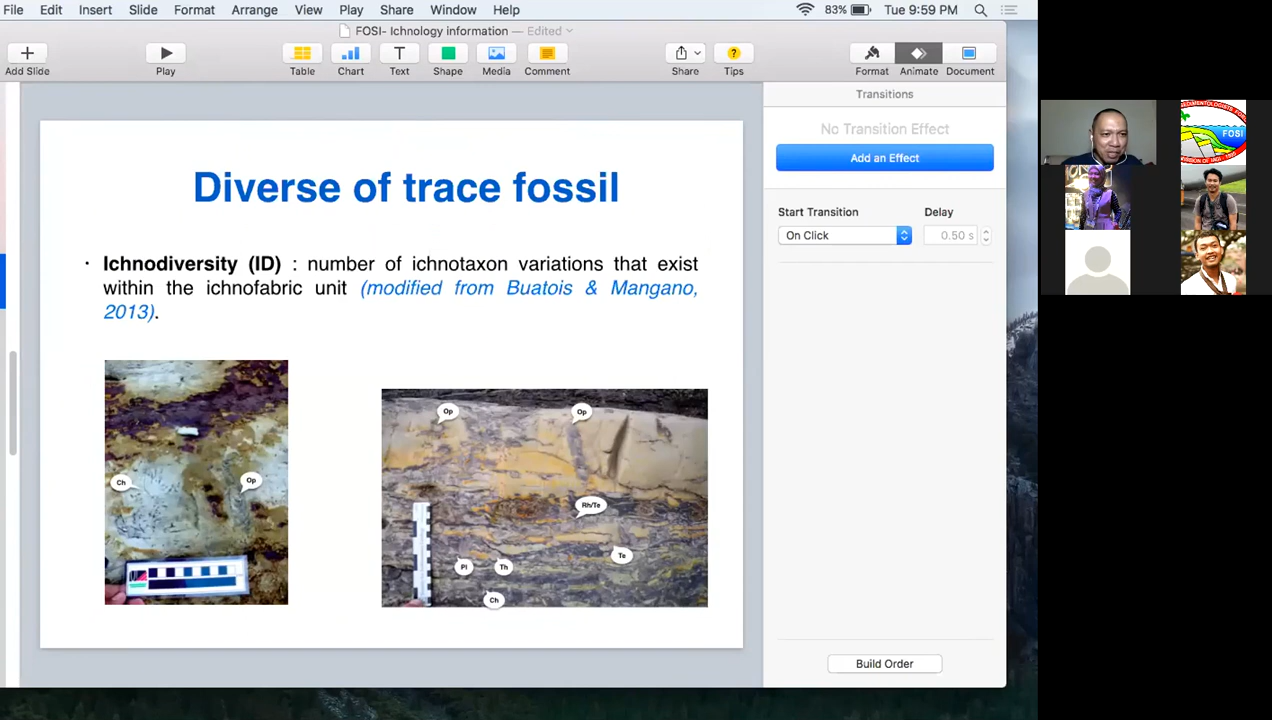 File Edit Insert Slide Format Arrange View Play Share Window Help 83% Tue 9:59 PM
FOSI- Ichnology information — Edited
Add Slide Play Table Chart Text Shape Media Comment Share Tips Format Animate Document
Transitions
No Transition Effect
Add an Effect
Start Transition Delay
On Click 0.50 s
Build Order
Diverse of trace fossil
· Ichnodiversity (ID) : number of ichnotaxon variations that exist
within the ichnofabric unit (modified from Buatois & Mangano,
2013).
Ch
Op
Op
Op
Rh/Te
Te
Pl
Th
Ch
FOSI